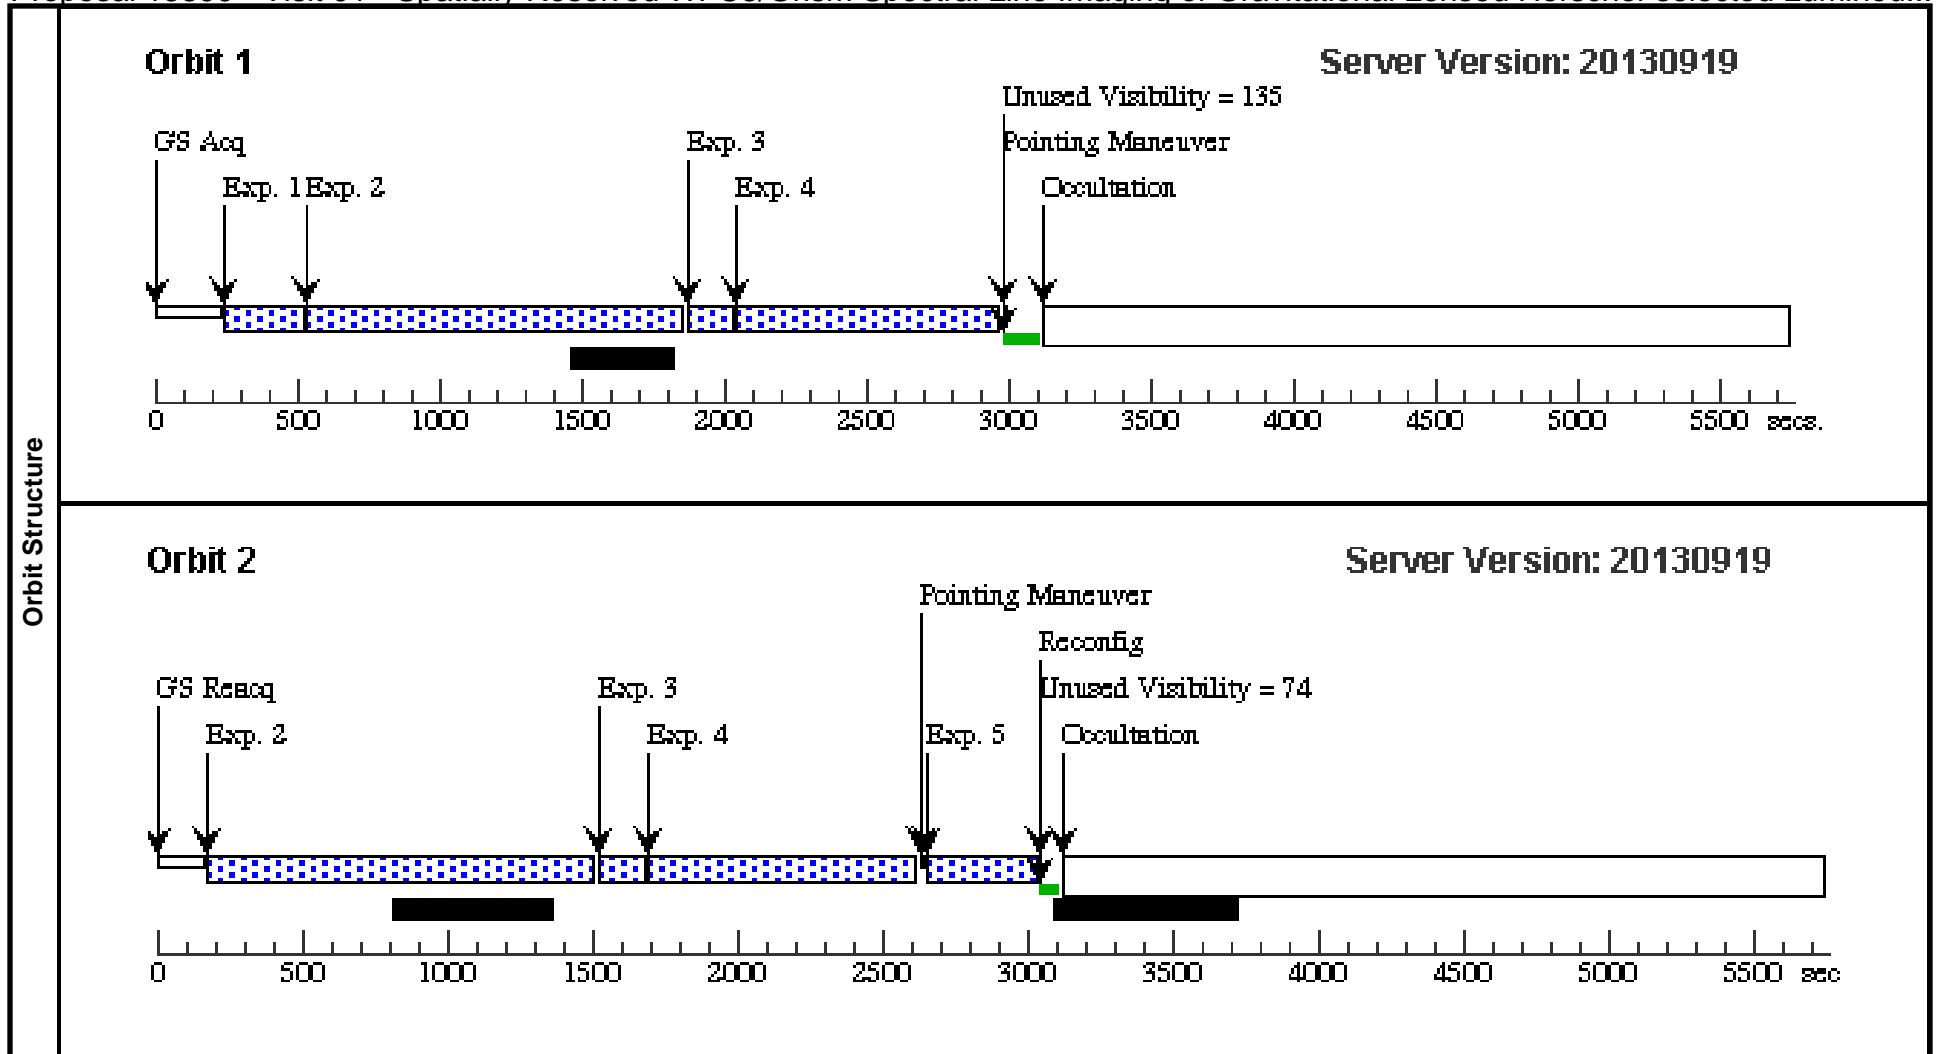 Orbit Structure
Orbit 1
Server Version: 20130919
Unused Visibility = 135
GS Acq
Exp. 3
Pointing Maneuver
Exp. 1
Exp. 2
Exp. 4
Occultation
0 500 1000 1500 2000 2500 3000 3500 4000 4500 5000 5500 secs.
Orbit 2
Server Version: 20130919
Pointing Maneuver
Reconfig
GS Reacq
Exp. 3
Unused Visibility = 74
Exp. 2
Exp. 4
Exp. 5
Occultation
0 500 1000 1500 2000 2500 3000 3500 4000 4500 5000 5500 sec